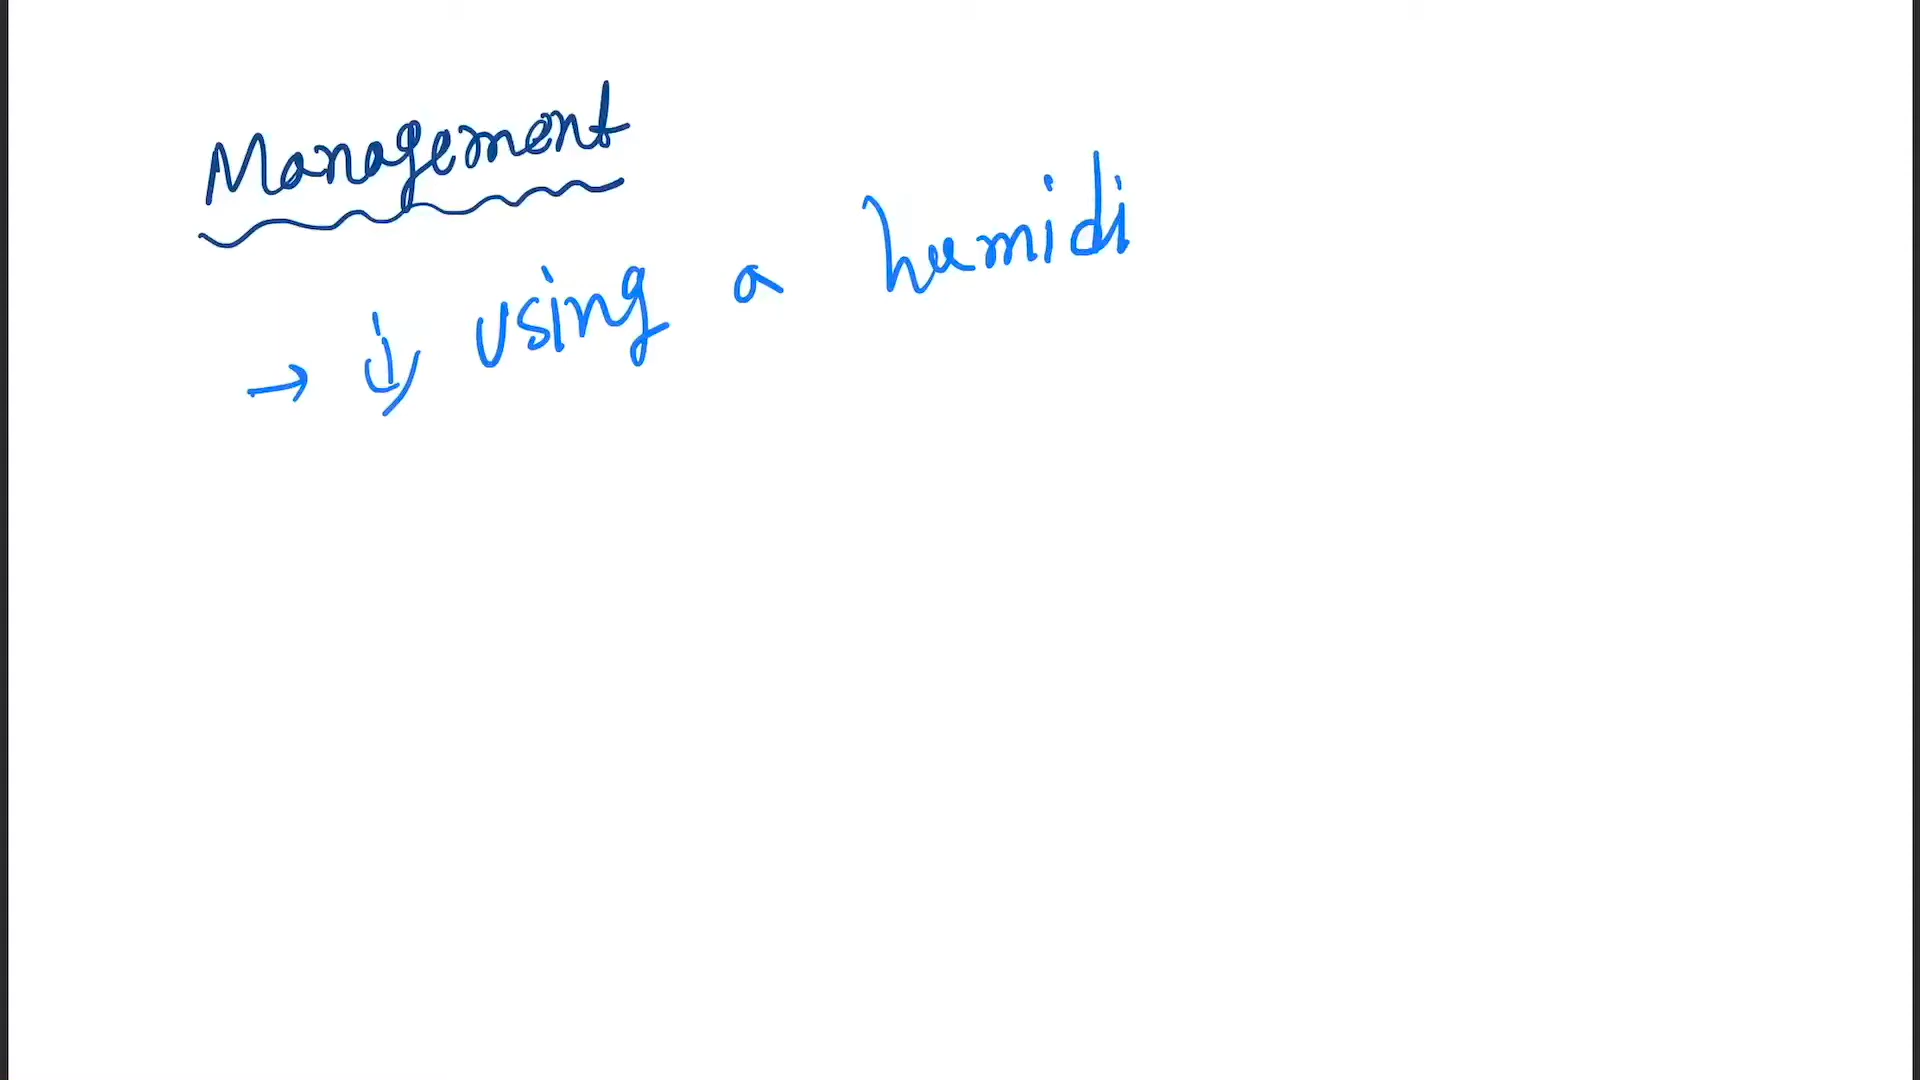 Management
→ i) using a humidi